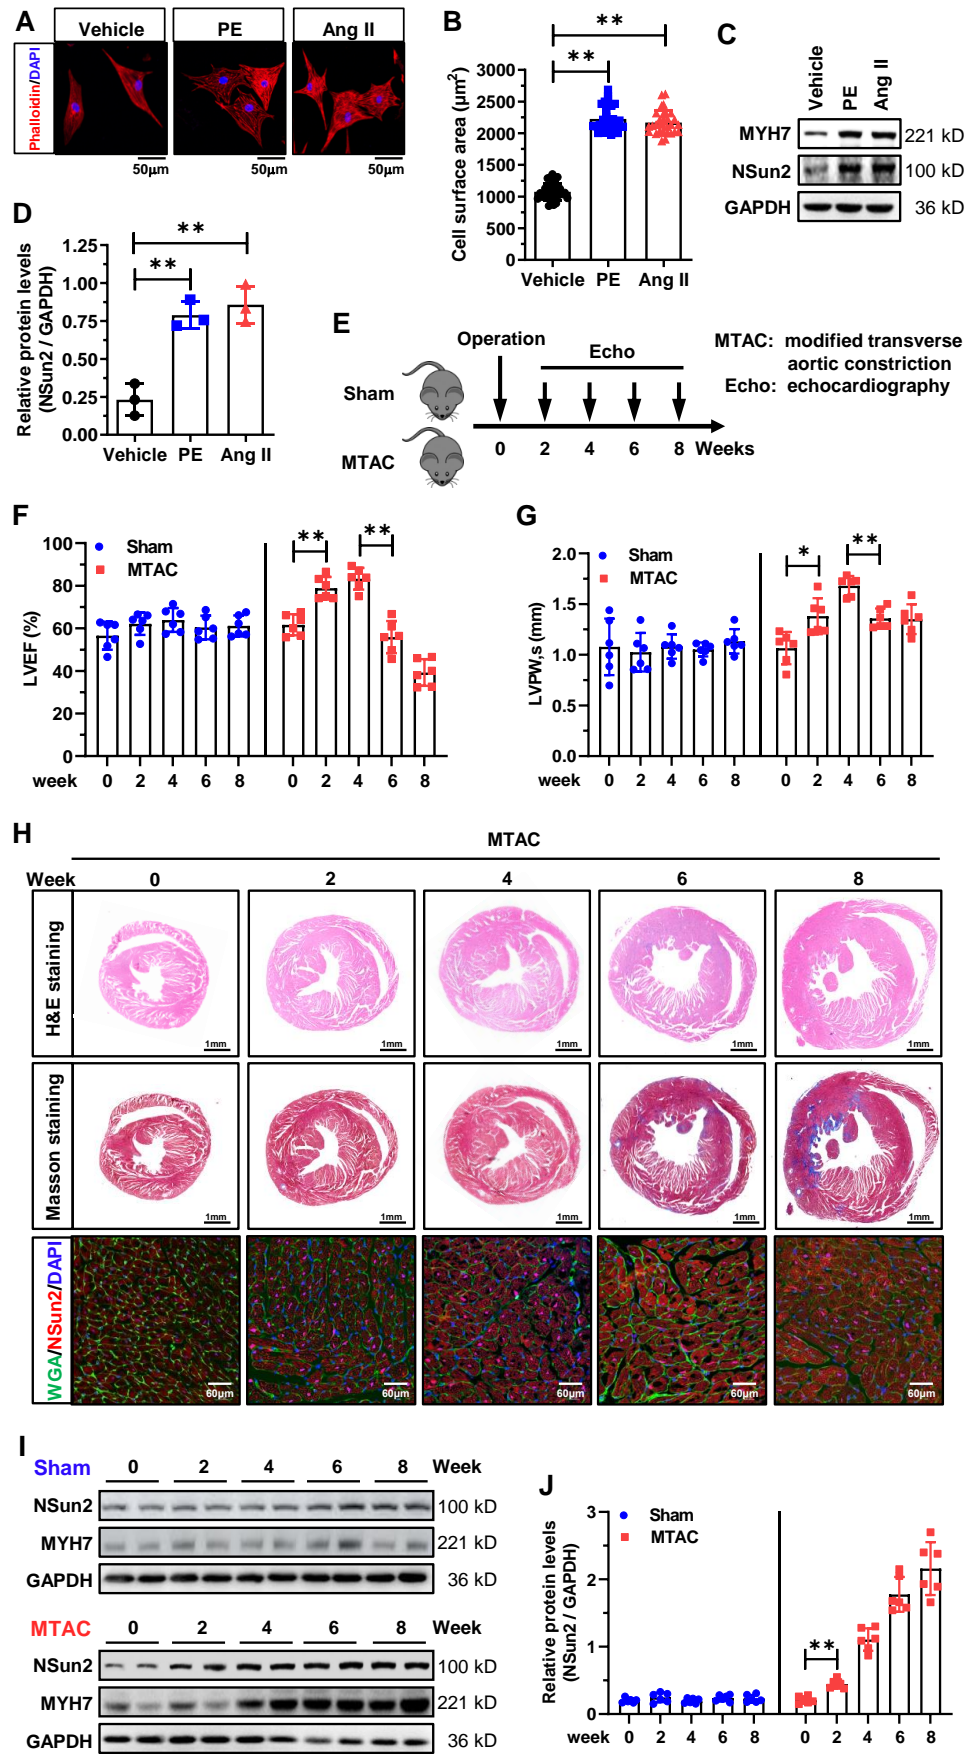 A
Vehicle
PE
Ang II
Phalloidin/DAPI
50μm
50μm
50μm
B
Cell surface area (μm²)
3000
2500
2000
1500
1000
500
0
**
**
Vehicle
PE
Ang II
C
Vehicle
PE
Ang II
MYH7
221 kD
NSun2
100 kD
GAPDH
36 kD
D
Relative protein levels
(NSun2 / GAPDH)
1.25
1.00
0.75
0.50
0.25
0.00
**
**
Vehicle
PE
Ang II
E
Operation
Echo
Sham
MTAC
0
2
4
6
8
Weeks
MTAC: modified transverse
aortic constriction
Echo: echocardiography
F
Sham
MTAC
LVEF (%)
100
80
60
40
20
0
**
**
week
0
2
4
6
8
0
2
4
6
8
G
Sham
MTAC
LVPW,s (mm)
2.0
1.5
1.0
0.5
0.0
*
**
week
0
2
4
6
8
0
2
4
6
8
H
MTAC
Week
0
2
4
6
8
H&E staining
1mm
1mm
1mm
1mm
1mm
Masson staining
1mm
1mm
1mm
1mm
1mm
WGA/NSun2/DAPI
60μm
60μm
60μm
60μm
60μm
I
Sham
0
2
4
6
8
Week
NSun2
100 kD
MYH7
221 kD
GAPDH
36 kD
MTAC
0
2
4
6
8
Week
NSun2
100 kD
MYH7
221 kD
GAPDH
36 kD
J
Sham
MTAC
Relative protein levels
(NSun2 / GAPDH)
3
2
1
0
**
week
0
2
4
6
8
0
2
4
6
8